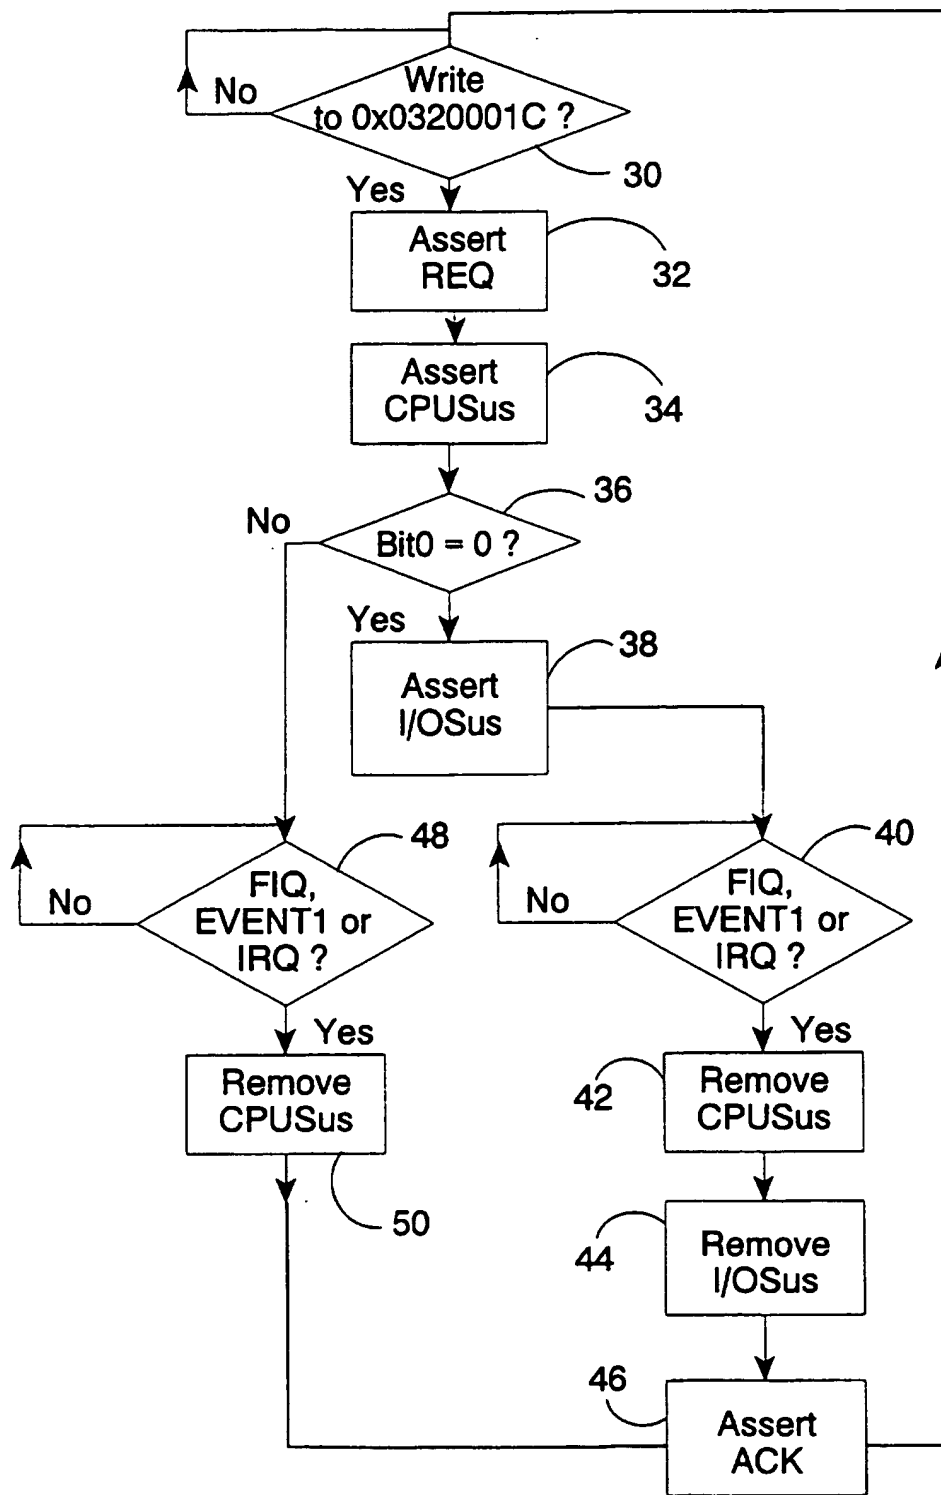 Write
to 0x0320001C ?
No
30
Yes
Assert
REQ
32
Assert
CPUSus
34
36
No
Bit0 = 0 ?
Yes
38
Assert
I/OSus
48
40
FIQ,
EVENT1 or
IRQ ?
No
FIQ,
EVENT1 or
IRQ ?
No
Yes
Yes
Remove
CPUSus
42
Remove
CPUSus
50
44
Remove
I/OSus
46
Assert
ACK